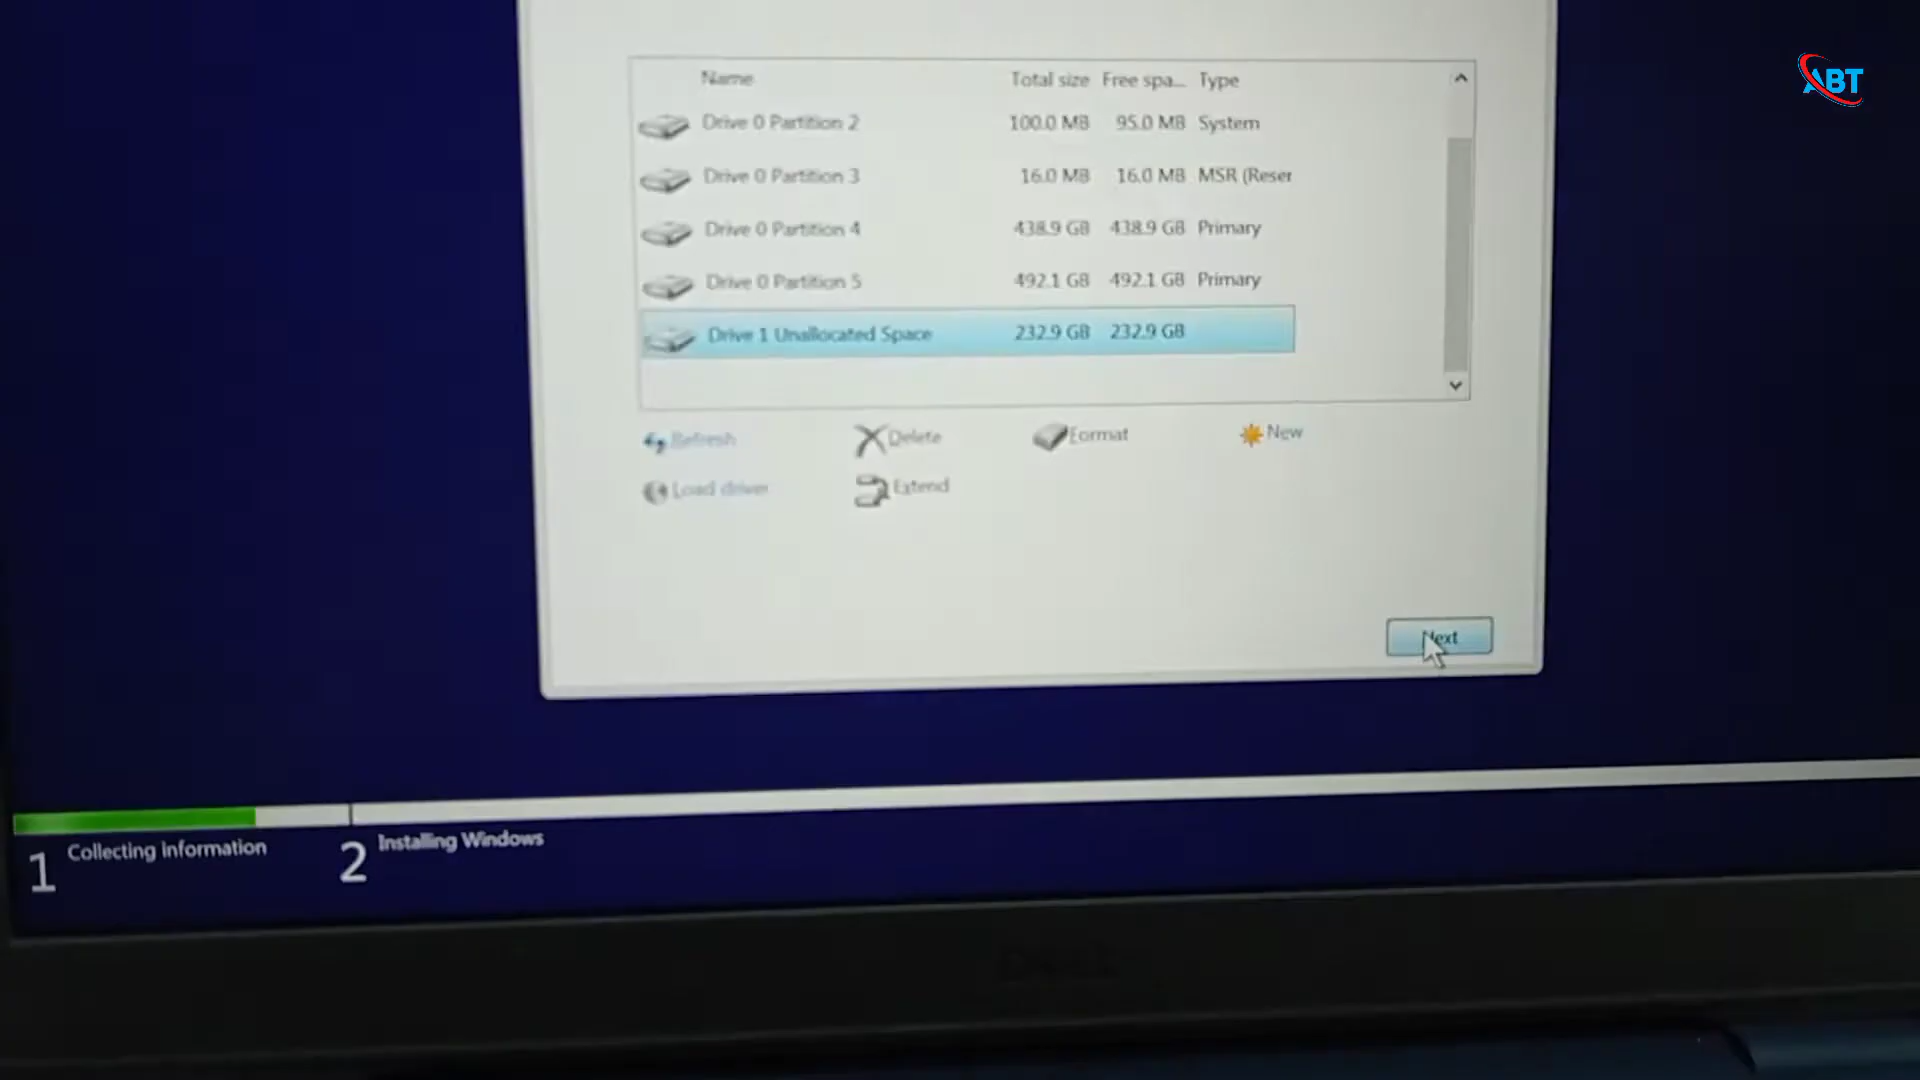 ABT
Name Total size Free spa... Type
Drive 0 Partition 2 100.0 MB 95.0 MB System
Drive 0 Partition 3 16.0 MB 16.0 MB MSR (Reser
Drive 0 Partition 4 438.9 GB 438.9 GB Primary
Drive 0 Partition 5 492.1 GB 492.1 GB Primary
Drive 1 Unallocated Space 232.9 GB 232.9 GB
Refresh Delete Format New
Load driver Extend
Next
1 Collecting information 2 Installing Windows